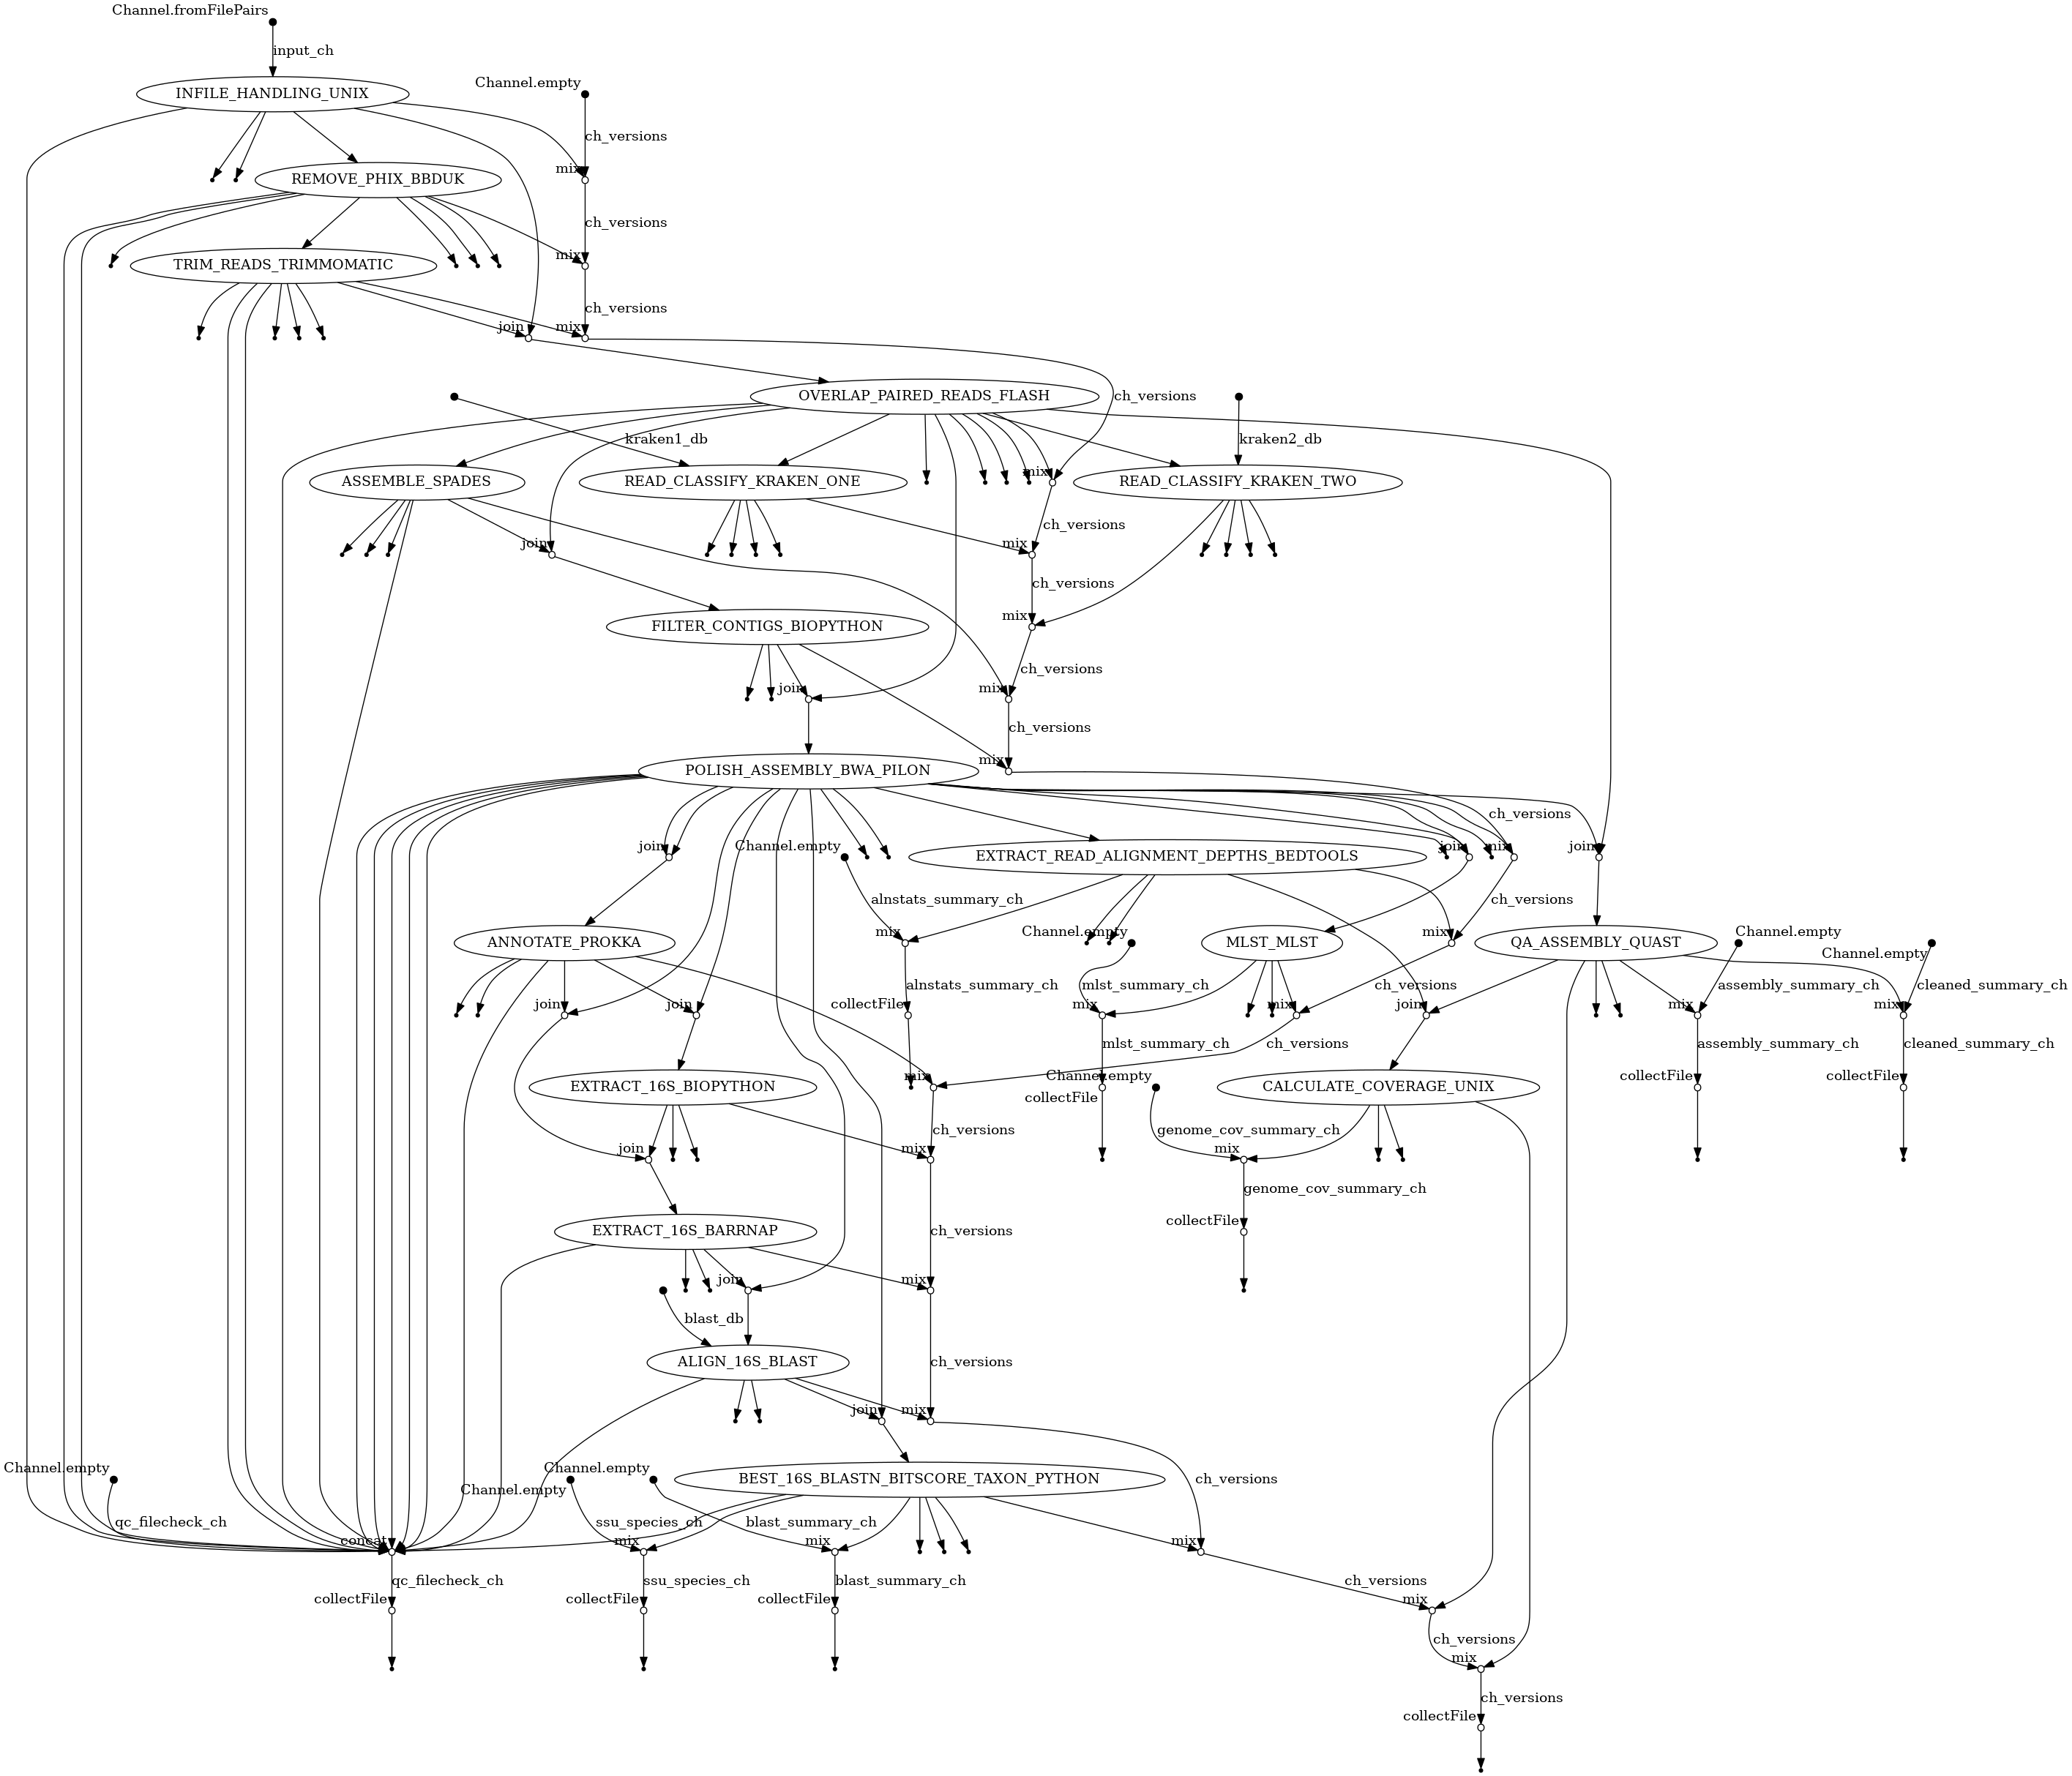 Channel.fromFilePairs
input_ch
INFILE_HANDLING_UNIX
Channel.empty
ch_versions
mix
REMOVE_PHIX_BBDUK
ch_versions
mix
TRIM_READS_TRIMMOMATIC
ch_versions
join
mix
OVERLAP_PAIRED_READS_FLASH
ch_versions
kraken1_db
kraken2_db
mix
ASSEMBLE_SPADES
READ_CLASSIFY_KRAKEN_ONE
READ_CLASSIFY_KRAKEN_TWO
ch_versions
join
mix
ch_versions
mix
FILTER_CONTIGS_BIOPYTHON
ch_versions
join
mix
ch_versions
mix
POLISH_ASSEMBLY_BWA_PILON
ch_versions
join
Channel.empty
EXTRACT_READ_ALIGNMENT_DEPTHS_BEDTOOLS
join
mix
join
alnstats_summary_ch
ch_versions
mix
Channel.empty
ANNOTATE_PROKKA
MLST_MLST
mix
QA_ASSEMBLY_QUAST
Channel.empty
Channel.empty
alnstats_summary_ch
mlst_summary_ch
ch_versions
assembly_summary_ch
cleaned_summary_ch
join
join
collectFile
mix
mix
join
mix
mix
mlst_summary_ch
ch_versions
assembly_summary_ch
cleaned_summary_ch
mix
Channel.empty
collectFile
collectFile
collectFile
EXTRACT_16S_BIOPYTHON
CALCULATE_COVERAGE_UNIX
ch_versions
genome_cov_summary_ch
join
mix
mix
genome_cov_summary_ch
collectFile
EXTRACT_16S_BARRNAP
ch_versions
join
mix
blast_db
ALIGN_16S_BLAST
ch_versions
join
mix
Channel.empty
Channel.empty
Channel.empty
BEST_16S_BLASTN_BITSCORE_TAXON_PYTHON
ch_versions
qc_filecheck_ch
ssu_species_ch
blast_summary_ch
concat
mix
mix
mix
qc_filecheck_ch
ssu_species_ch
blast_summary_ch
ch_versions
collectFile
collectFile
collectFile
mix
ch_versions
mix
ch_versions
collectFile